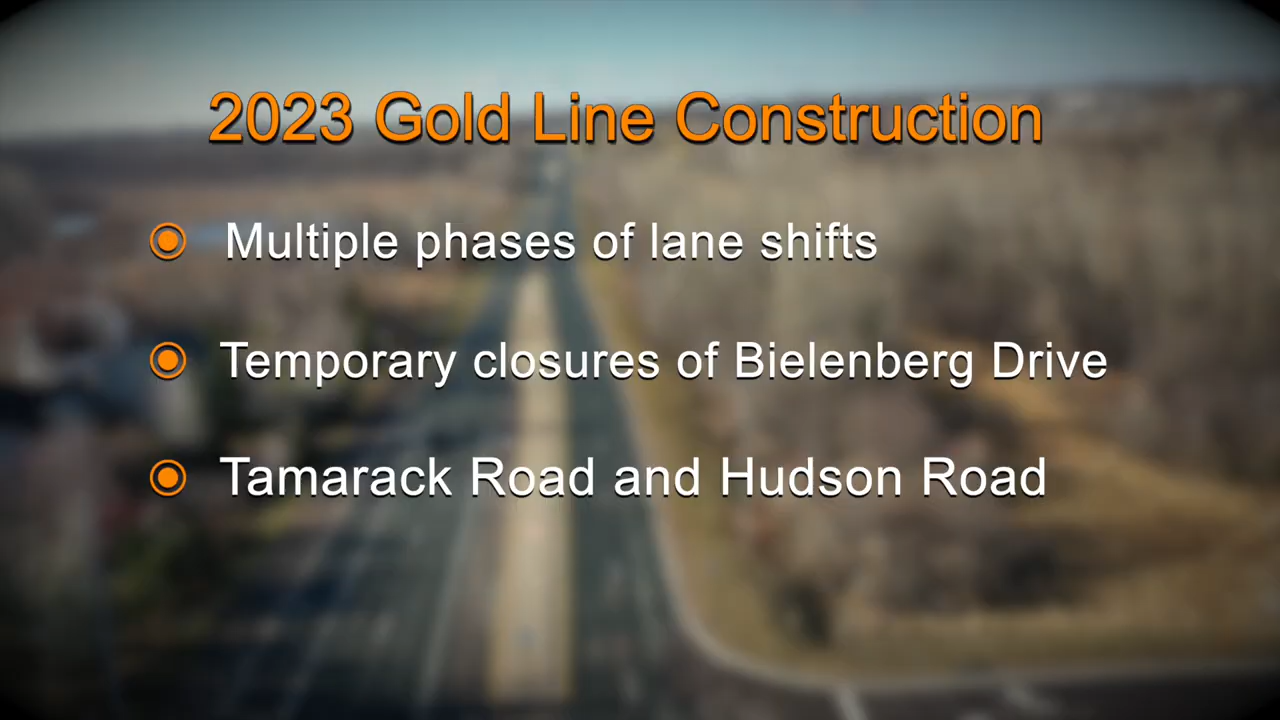 2023 Gold Line Construction
Multiple phases of lane shifts
Temporary closures of Bielenberg Drive
Tamarack Road and Hudson Road